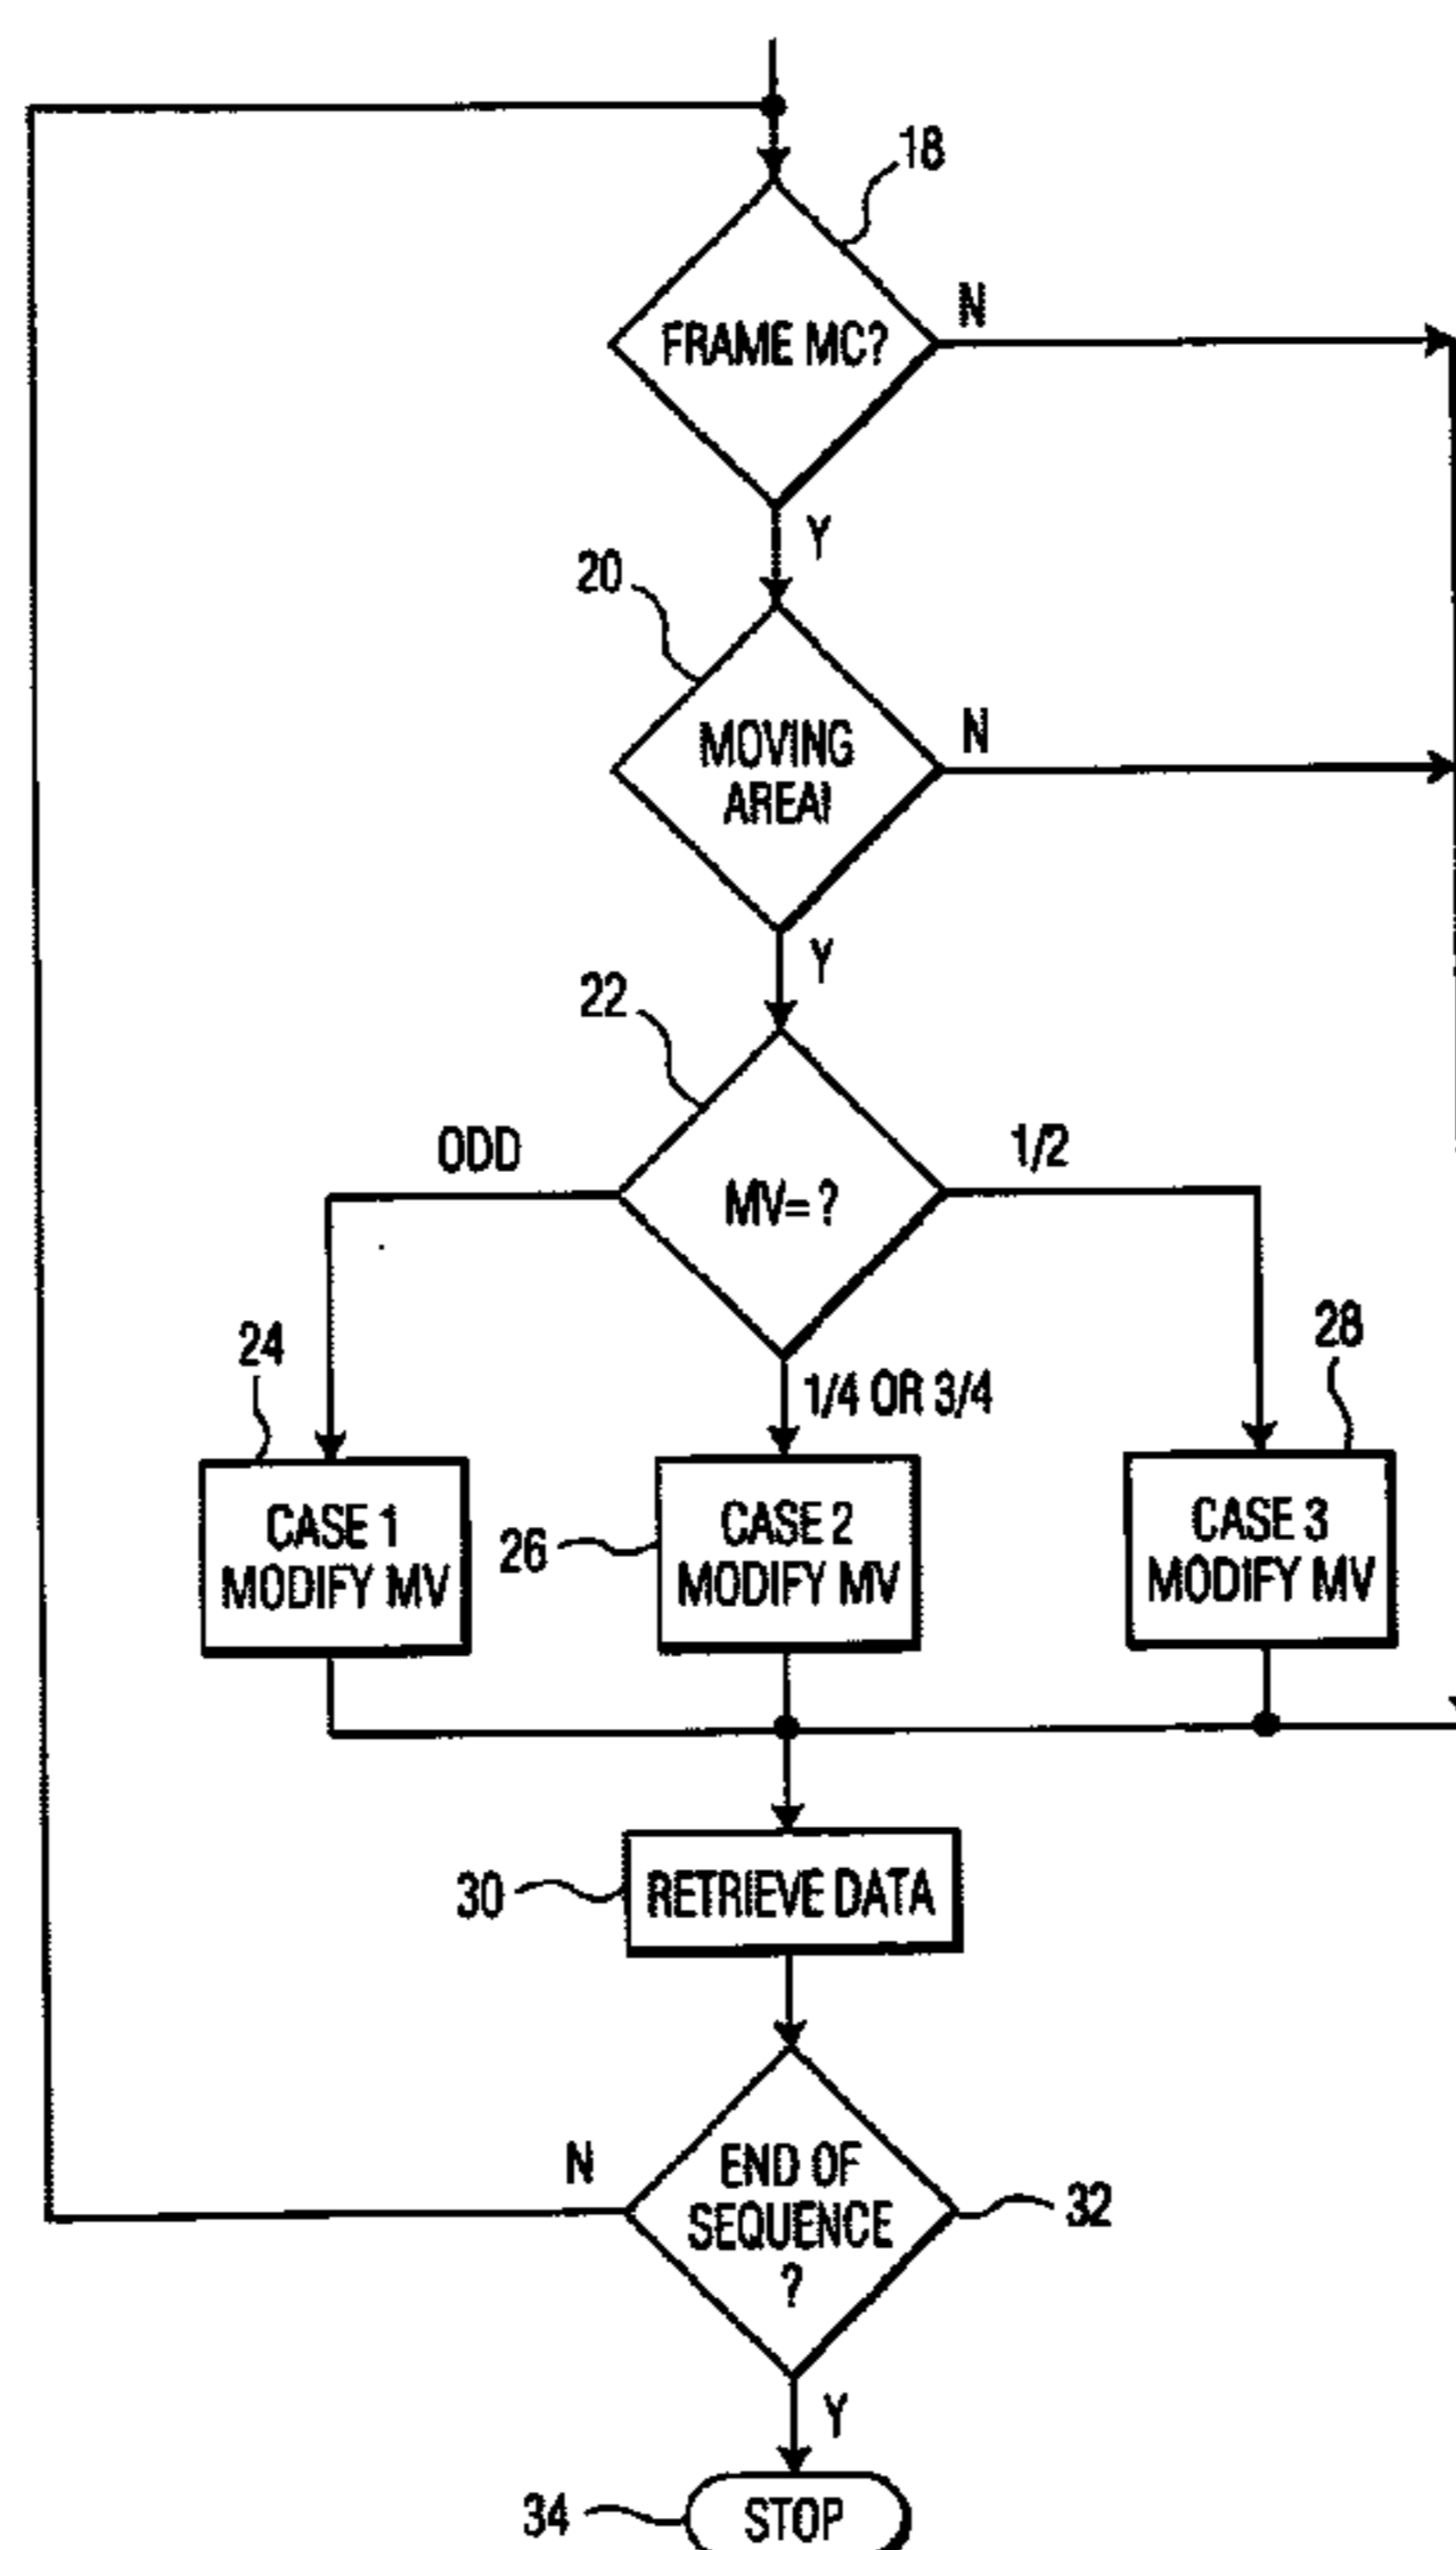 18
FRAME MC?
N
Y
20
MOVING
AREA!
N
Y
22
ODD
MV=?
1/2
24
1/4 OR 3/4
28
CASE 1
MODIFY MV
26
CASE 2
MODIFY MV
CASE 3
MODIFY MV
30
RETRIEVE DATA
N
END OF
SEQUENCE
?
32
Y
34
STOP